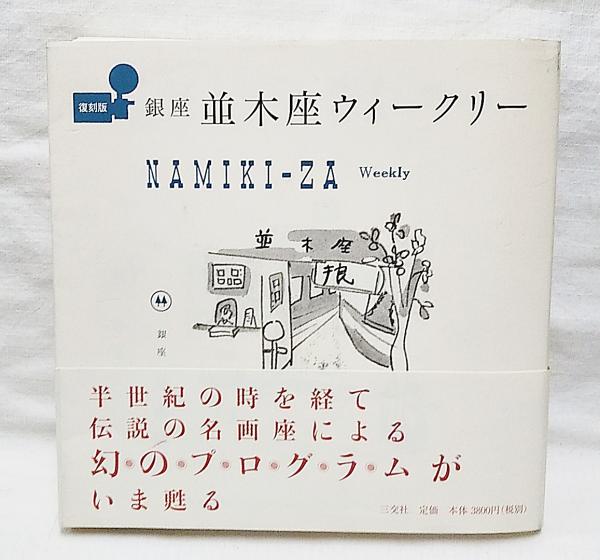 復刻版
銀座 並木座ウィークリー
NAMIKI-ZA Weekly
並木座
銀座
半世紀の時を経て
伝説の名画座による
幻のプログラムが
いま甦る
三交社 定価 本体3800円(税別)